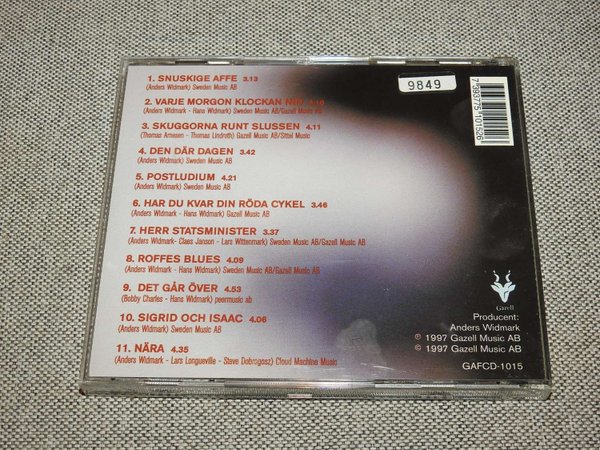 9849
7393775101526
1. SNUSKIGE AFFE 3.13
(Anders Widmark) Sweden Music AB
2. VARJE MORGON KLOCKAN NIO
(Anders Widmark - Hans Widmark) Sweden Music AB/Gazell Music AB
3. SKUGGORNA RUNT SLUSSEN 4.11
(Thomas Arnesen - Thomas Lindroth) Gazell Music AB/Stteil Music
4. DEN DÄR DAGEN 3.42
(Anders Widmark) Sweden Music AB
5. POSTLUDIUM 4.21
(Anders Widmark) Sweden Music AB
6. HAR DU KVAR DIN RÖDA CYKEL 3.46
(Anders Widmark - Hans Widmark) Gazell Music AB
7. HERR STATSMINISTER 3.37
(Anders Widmark- Claes Janson - Lars Wittenmark) Sweden Music AB/Gazell Music AB
8. ROFFES BLUES 4.09
(Anders Widmark - Hans Widmark) Sweden Music AB/Gazell Music AB
9. DET GÅR ÖVER 4.53
(Bobby Charles - Hans Widmark) peermusic ab
10. SIGRID OCH ISAAC 4.06
(Anders Widmark) Sweden Music AB
11. NÄRA 4.35
(Anders Widmark - Lars Longueville - Steve Dobrogosz) Cloud Machine Music
Gazell
Producent:
Anders Widmark
℗ 1997 Gazell Music AB
© 1997 Gazell Music AB
GAFCD-1015